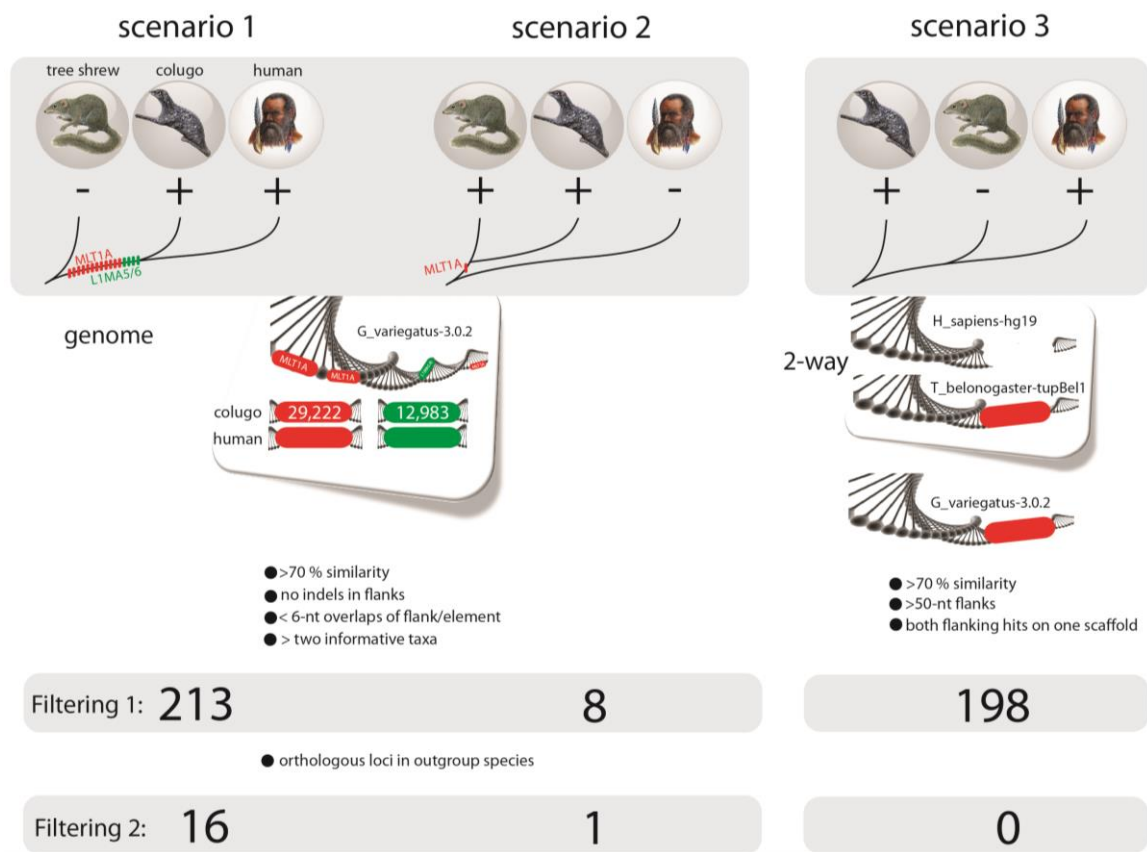 scenario 1
scenario 2
scenario 3
tree shrew
colugo
human
- + +
+ + -
+ - +
MLT1A
L1MA5/6
MLT1A
genome
G_variegatus-3.0.2
MLT1A
MLT1A
colugo
29,222
12,983
human
2-way
H_sapiens-hg19
T_belonogaster-tupBel1
G_variegatus-3.0.2
● >70 % similarity
● no indels in flanks
● < 6-nt overlaps of flank/element
● > two informative taxa
● >70 % similarity
● >50-nt flanks
● both flanking hits on one scaffold
Filtering 1: 213 8 198
● orthologous loci in outgroup species
Filtering 2: 16 1 0